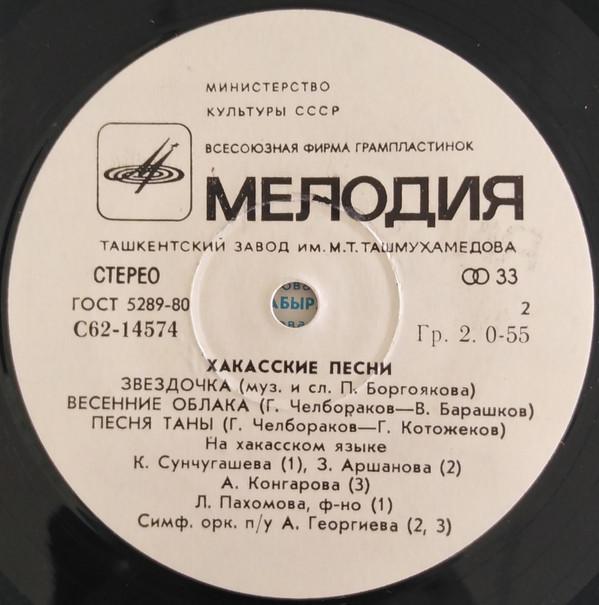 МИНИСТЕРСТВО
КУЛЬТУРЫ СССР
ВСЕСОЮЗНАЯ ФИРМА ГРАМПЛАСТИНОК
МЕЛОДИЯ
ТАШКЕНТСКИЙ ЗАВОД ИМ. М.Т. ТАШМУХАМЕДОВА
СТЕРЕО
33
ГОСТ 5289-80
2
С62-14574
Гр. 2. 0-55
ХАКАССКИЕ ПЕСНИ
ЗВЕЗДОЧКА (муз. и сл. П. Боргоякова)
ВЕСЕННИЕ ОБЛАКА (Г. Челбораков—В. Барашков)
ПЕСНЯ ТАНЫ (Г. Челбораков—Г. Котожеков)
На хакасском языке
К. Сунчугашева (1), З. Аршанова (2)
А. Конгарова (3)
Л. Пахомова, ф-но (1)
Симф. орк. п/у А. Георгиева (2, 3)